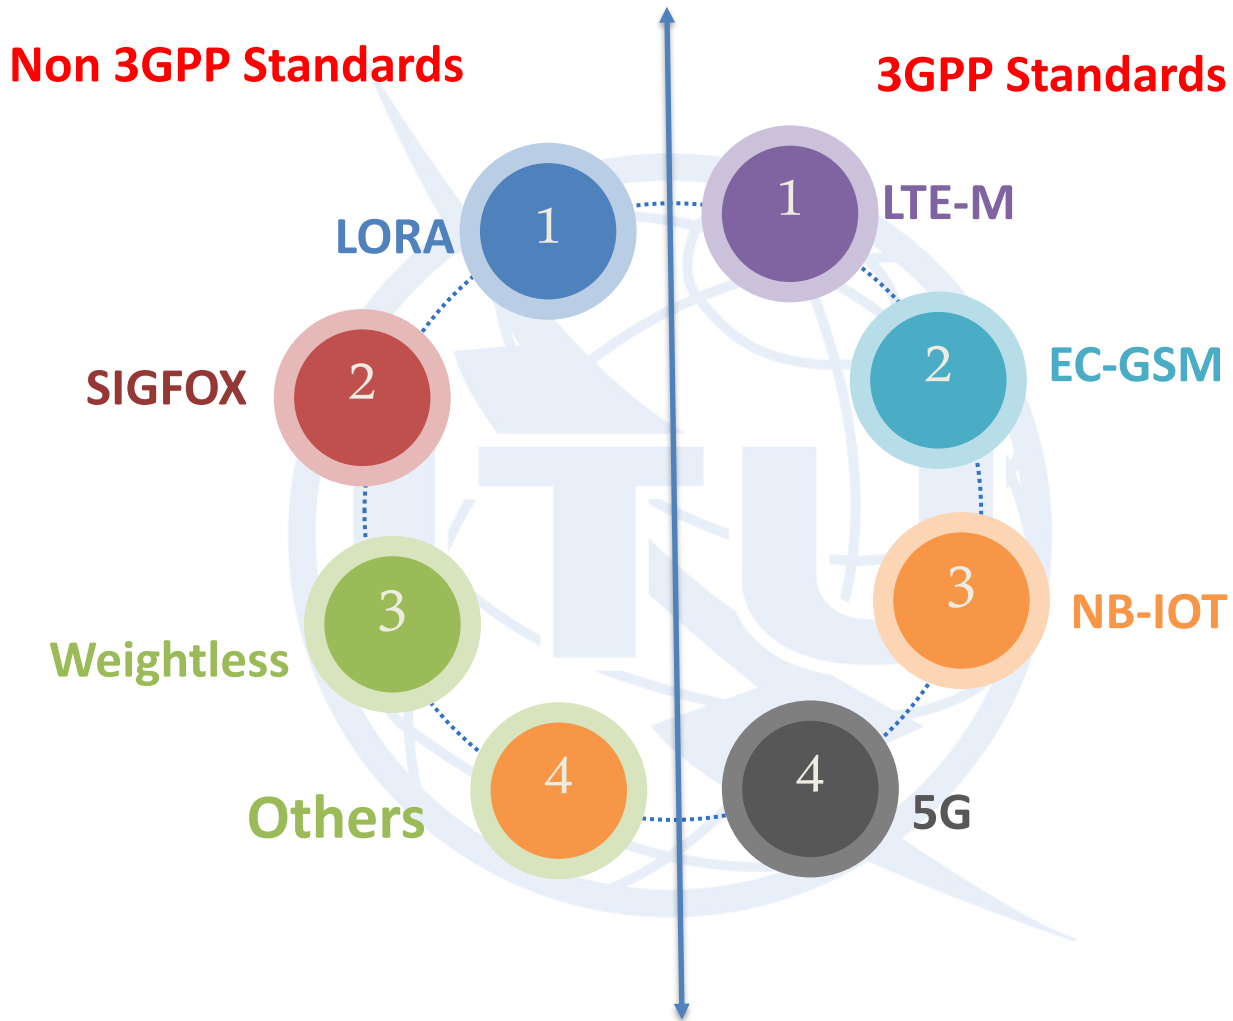 Non 3GPP Standards
3GPP Standards
1
LORA
2
SIGFOX
3
Weightless
4
Others
1
LTE-M
2
EC-GSM
3
NB-IOT
4
5G
ITU